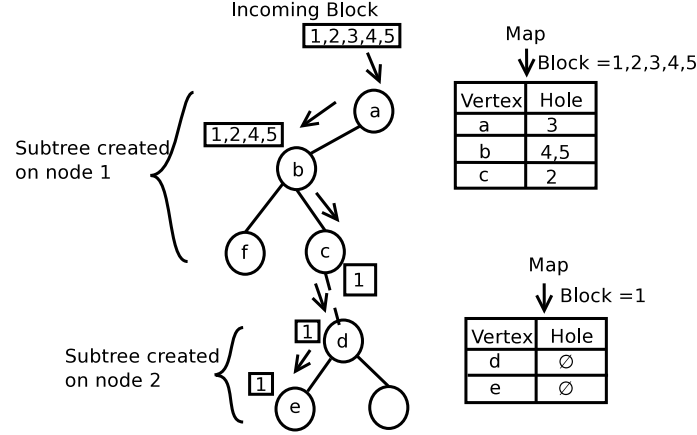 Incoming Block
1,2,3,4,5
a
1,2,4,5
Subtree created
on node 1
b
f
c
1
1
d
Subtree created
on node 2
1
e
Map
Block =1,2,3,4,5
Vertex Hole
a 3
b 4,5
c 2
Map
Block =1
Vertex Hole
d ∅
e ∅